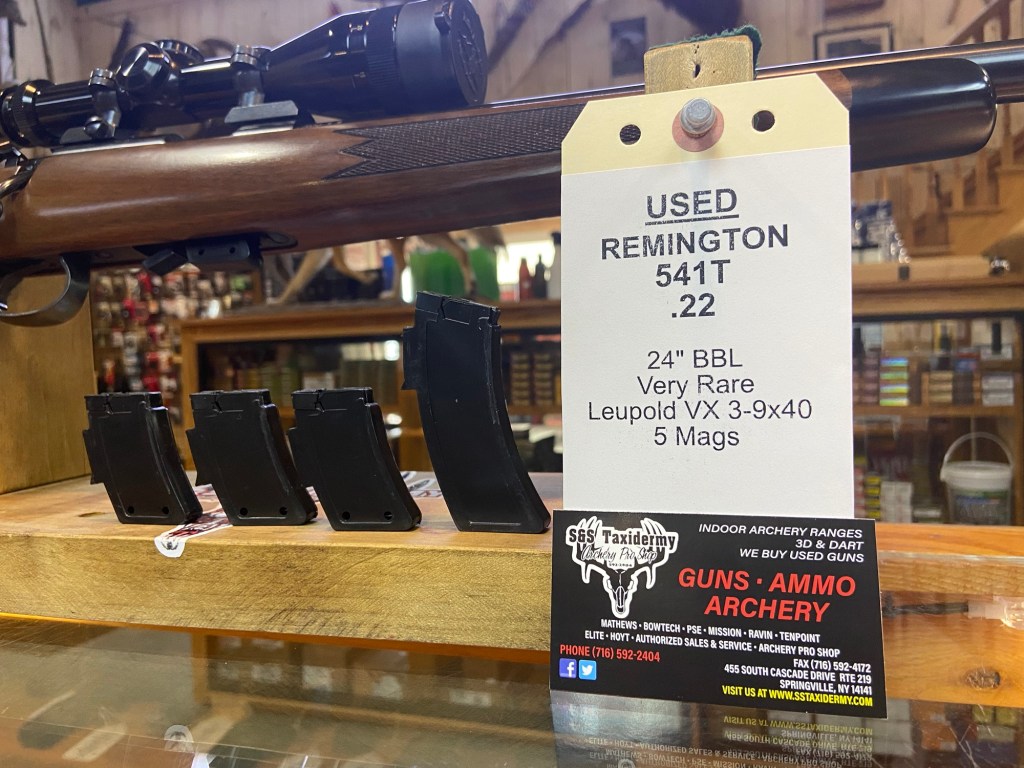 USED
REMINGTON
541T
.22
24" BBL
Very Rare
Leupold VX 3-9x40
5 Mags
S&S Taxidermy
Archery Pro Shop
INDOOR ARCHERY RANGES
3D & DART
WE BUY USED GUNS
GUNS · AMMO
ARCHERY
MATHEWS · BOWTECH · PSE · MISSION · RAVIN · TENPOINT
ELITE · HOYT · AUTHORIZED SALES & SERVICE · ARCHERY PRO SHOP
PHONE (716) 592-2404
FAX (716) 592-4172
455 SOUTH CASCADE DRIVE RTE 219
SPRINGVILLE, NY 14141
VISIT US AT WWW.SSTAXIDERMY.COM